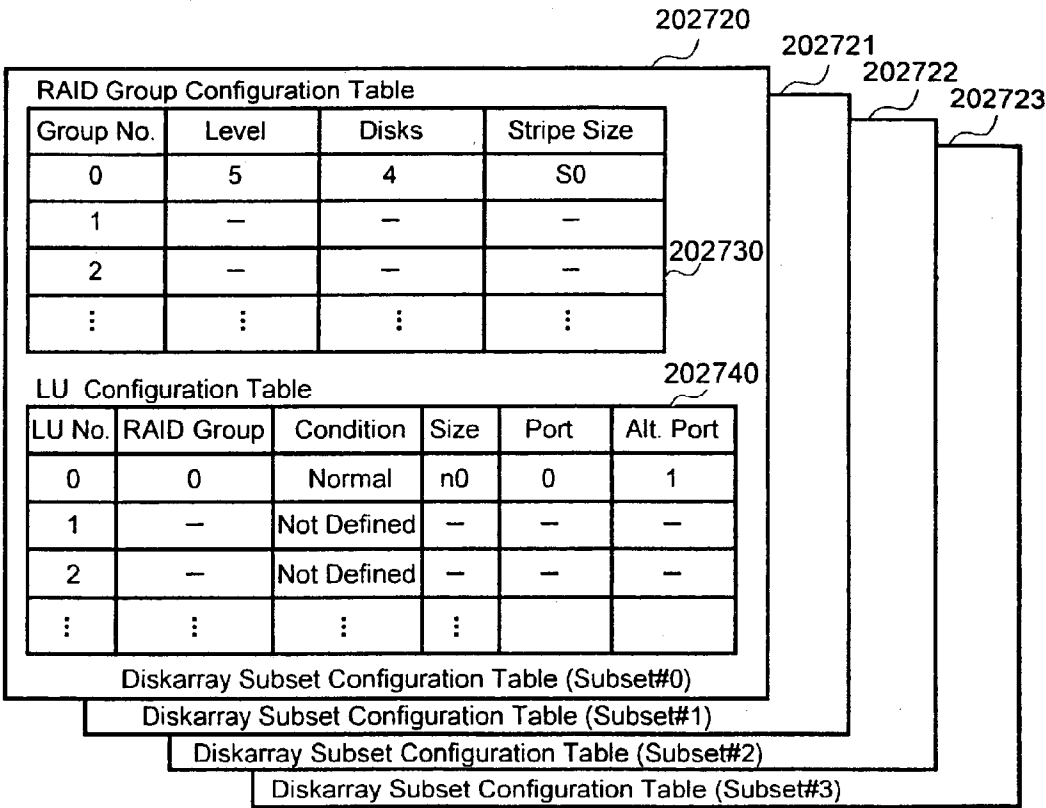 202720
202721
202722
202723
RAID Group Configuration Table
Group No. Level Disks Stripe Size
0 5 4 S0
1 – – –
2 – – –
⋮ ⋮ ⋮ ⋮
202730
LU Configuration Table
202740
LU No. RAID Group Condition Size Port Alt. Port
0 0 Normal n0 0 1
1 – Not Defined – – –
2 – Not Defined – – –
⋮ ⋮ ⋮ ⋮
Diskarray Subset Configuration Table (Subset#0)
Diskarray Subset Configuration Table (Subset#1)
Diskarray Subset Configuration Table (Subset#2)
Diskarray Subset Configuration Table (Subset#3)